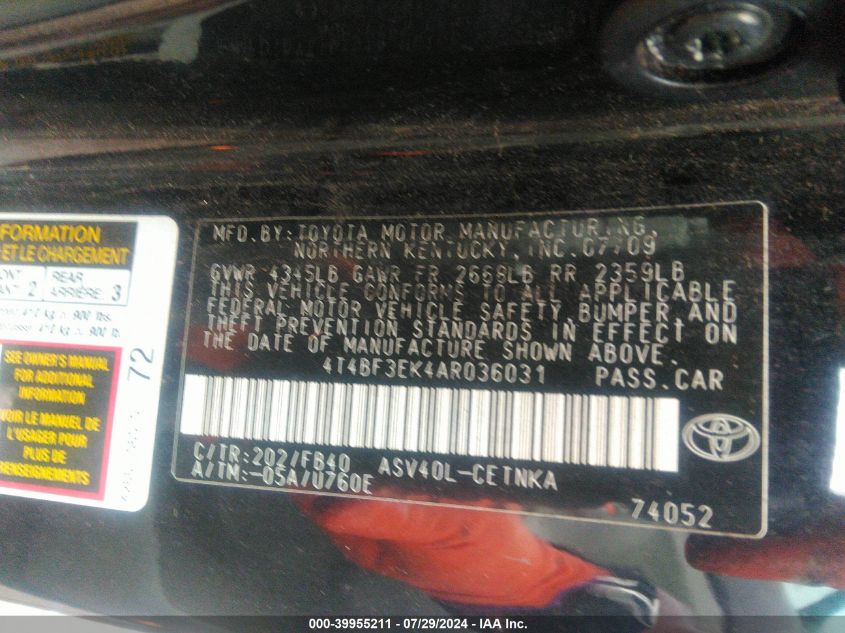 FORMATION
ET LE CHARGEMENT
2
REAR
ARRIÈRE: 3
SEE OWNER'S MANUAL
FOR ADDITIONAL
INFORMATION
VOIR LE MANUEL DE
L'USAGER POUR
PLUS DE
RENSEIGNEMENTS
72
MFD.BY:TOYOTA MOTOR MANUFACTURING,
NORTHERN KENTUCKY, INC.07/09
GVWR 4345LB GAWR FR 2668LB RR 2359LB
THIS VEHICLE CONFORMS TO ALL APPLICABLE
FEDERAL MOTOR VEHICLE SAFETY, BUMPER, AND
THEFT PREVENTION STANDARDS IN EFFECT ON
THE DATE OF MANUFACTURE SHOWN ABOVE.
4T4BF3EK4AR036031 PASS.CAR
C/TR:202/FB40 ASV40L-CETNKA
A/TM:-05A/U760E
74052
000-39955211 - 07/29/2024 - IAA Inc.